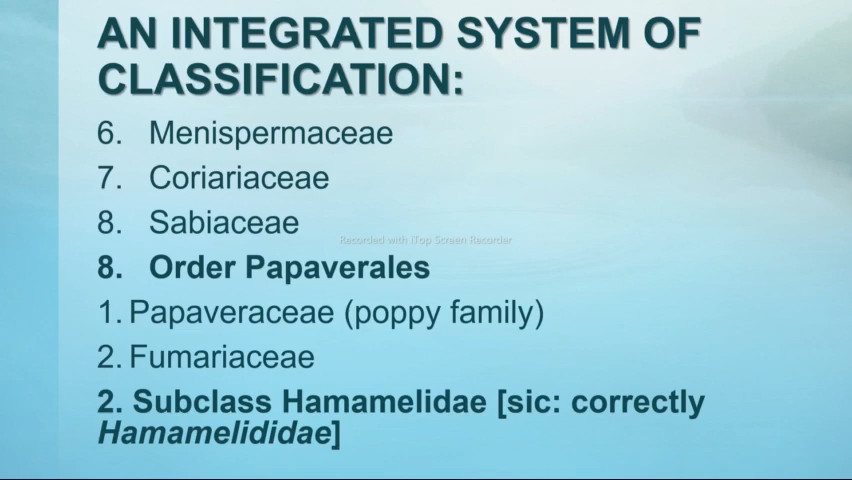 AN INTEGRATED SYSTEM OF
CLASSIFICATION:
6. Menispermaceae
7. Coriariaceae
8. Sabiaceae
Recorded with iTop Screen Recorder
8. Order Papaverales
1. Papaveraceae (poppy family)
2. Fumariaceae
2. Subclass Hamamelidae [sic: correctly
Hamamelididae]